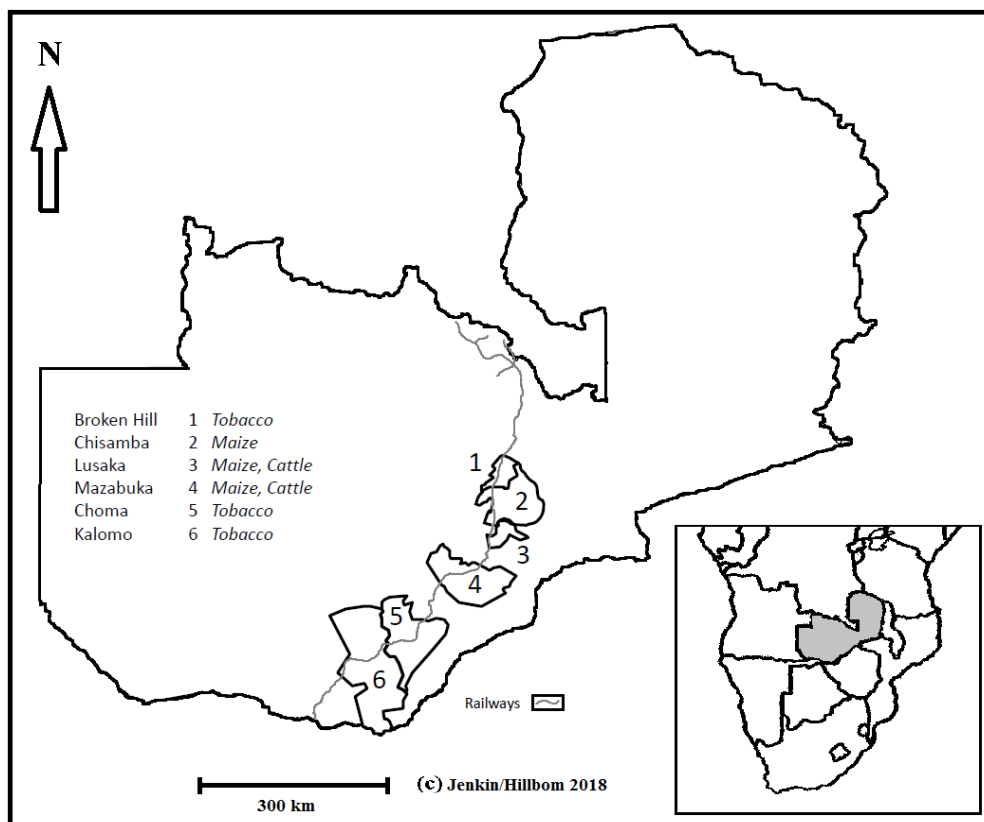 N
Broken Hill 1 Tobacco
Chisamba 2 Maize
Lusaka 3 Maize, Cattle
Mazabuka 4 Maize, Cattle
Choma 5 Tobacco
Kalomo 6 Tobacco
1
2
3
4
5
6
Railways
300 km
(c) Jenkin/Hillbom 2018